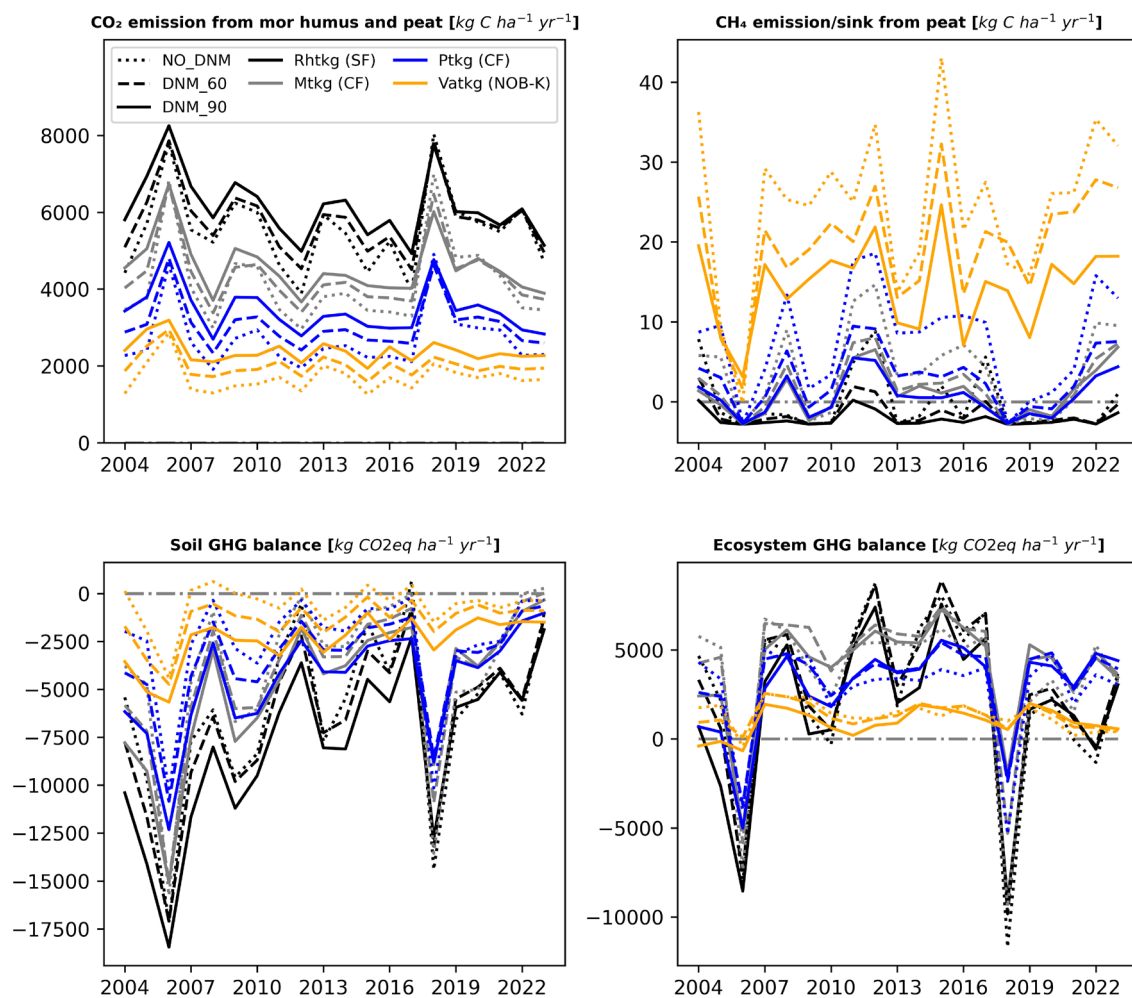 CO₂ emission from mor humus and peat [kg C ha⁻¹ yr⁻¹]
NO_DNM
DNM_60
DNM_90
Rhtkg (SF)
Mtkg (CF)
Ptkg (CF)
Vatkg (NOB-K)
8000
6000
4000
2000
0
2004 2007 2010 2013 2016 2019 2022
CH₄ emission/sink from peat [kg C ha⁻¹ yr⁻¹]
40
30
20
10
0
2004 2007 2010 2013 2016 2019 2022
Soil GHG balance [kg CO2eq ha⁻¹ yr⁻¹]
0
−2500
−5000
−7500
−10000
−12500
−15000
−17500
2004 2007 2010 2013 2016 2019 2022
Ecosystem GHG balance [kg CO2eq ha⁻¹ yr⁻¹]
5000
0
−5000
−10000
2004 2007 2010 2013 2016 2019 2022